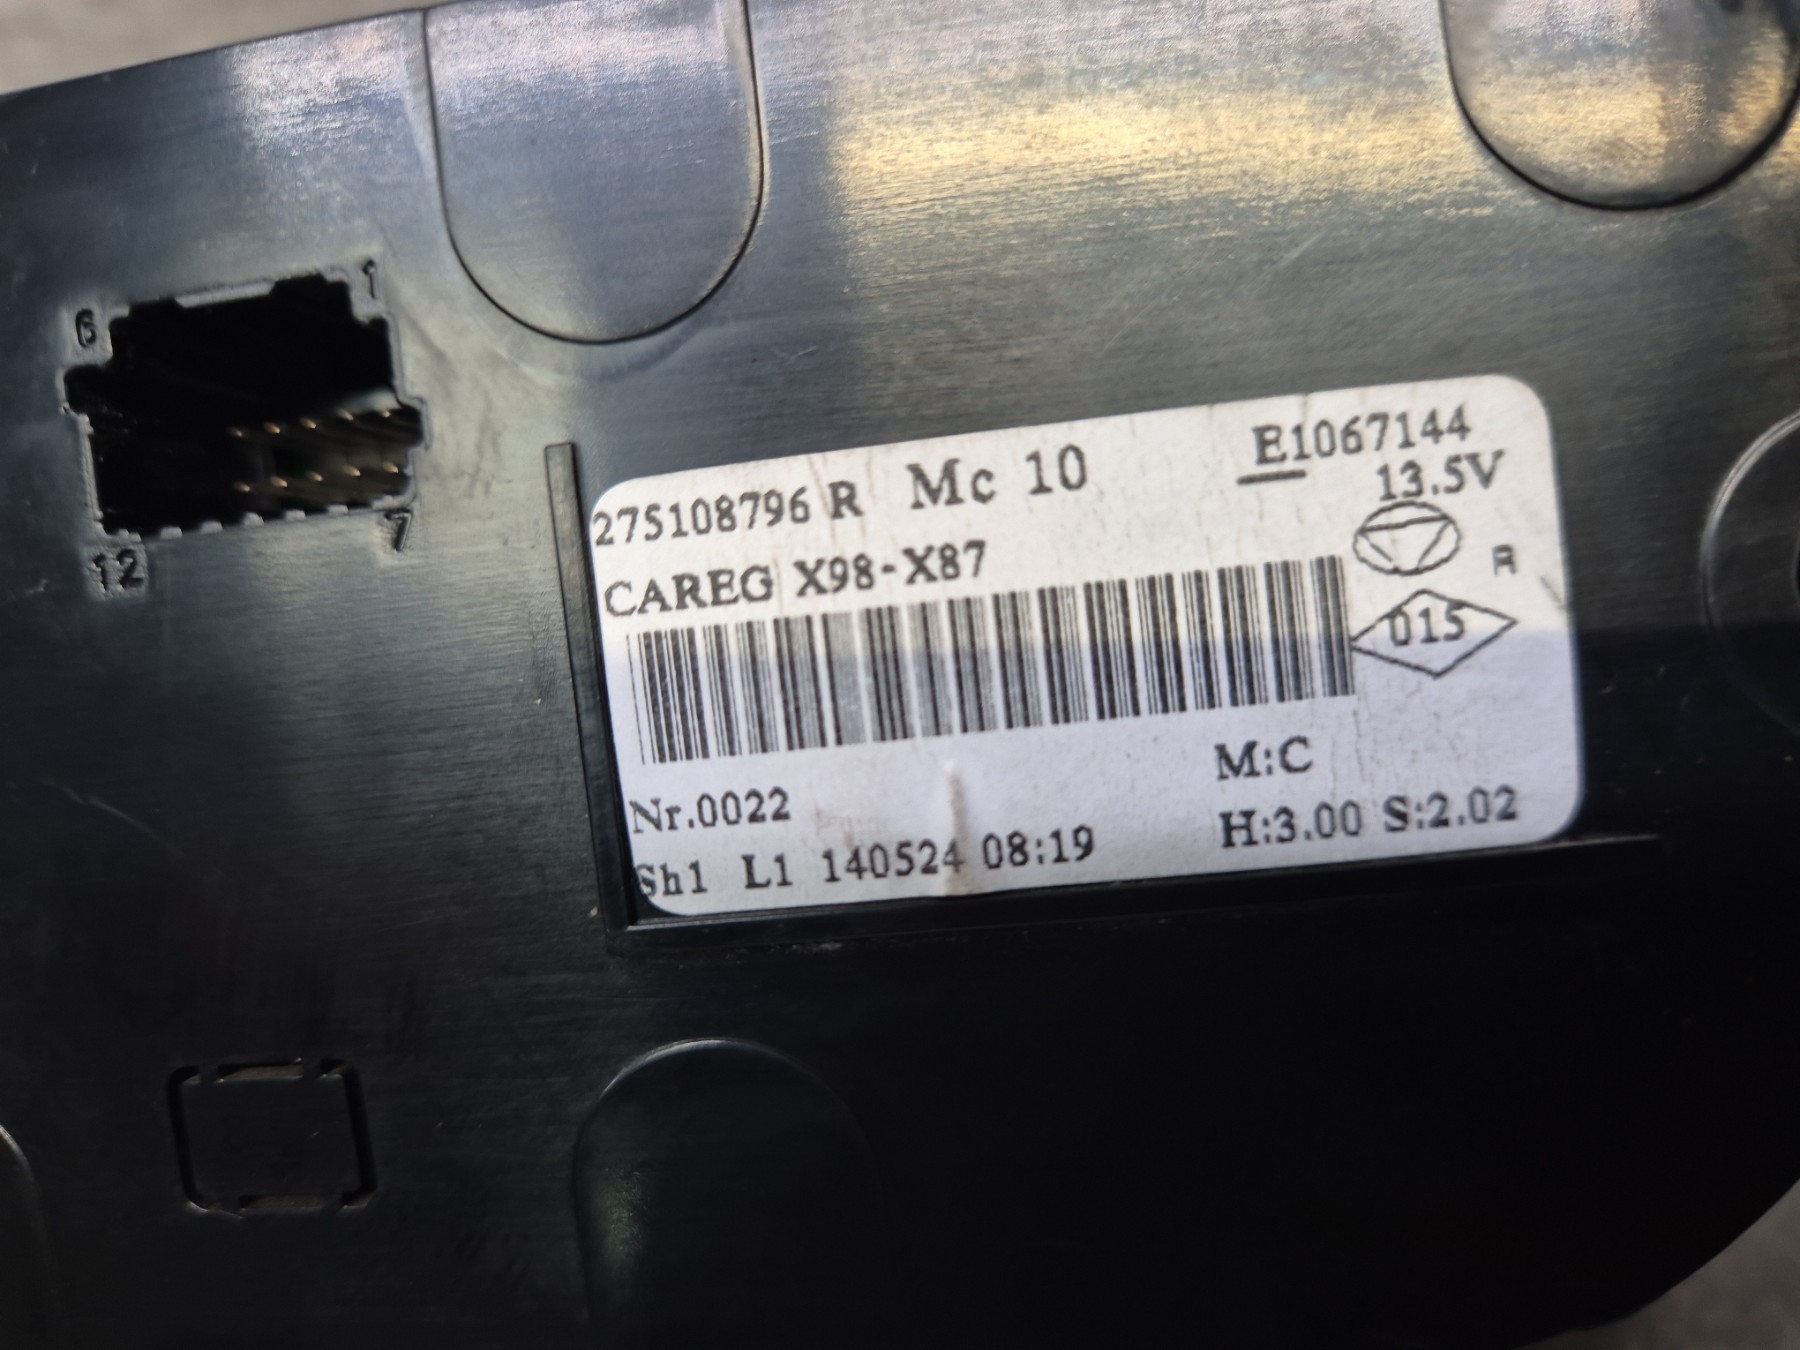 1
6
7
12
275108796 R Mc 10 E1067144
13.5V
CAREG X98-X87
R
015
M:C
Nr.0022
H:3.00 S:2.02
Sh1 L1 140524 08:19